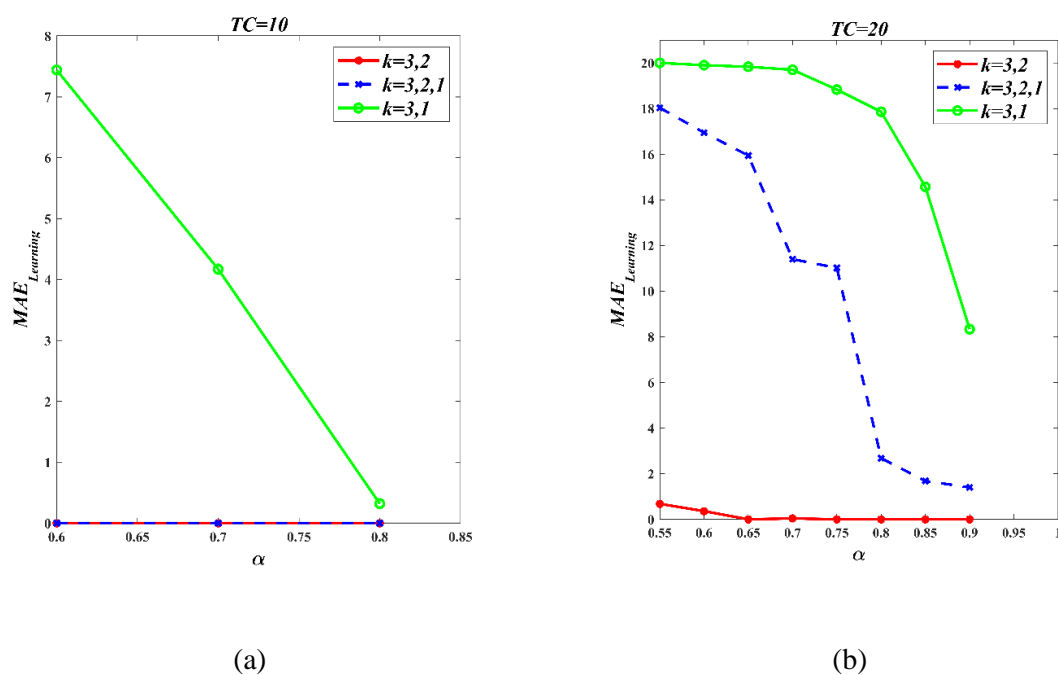 TC=10
8
7
6
5
4
3
2
1
0
MAE_Learning
0.6
0.65
0.7
0.75
0.8
0.85
α
k=3,2
k=3,2,1
k=3,1
(a)
TC=20
20
18
16
14
12
10
8
6
4
2
0
MAE_Learning
0.55
0.6
0.65
0.7
0.75
0.8
0.85
0.9
0.95
1
α
k=3,2
k=3,2,1
k=3,1
(b)